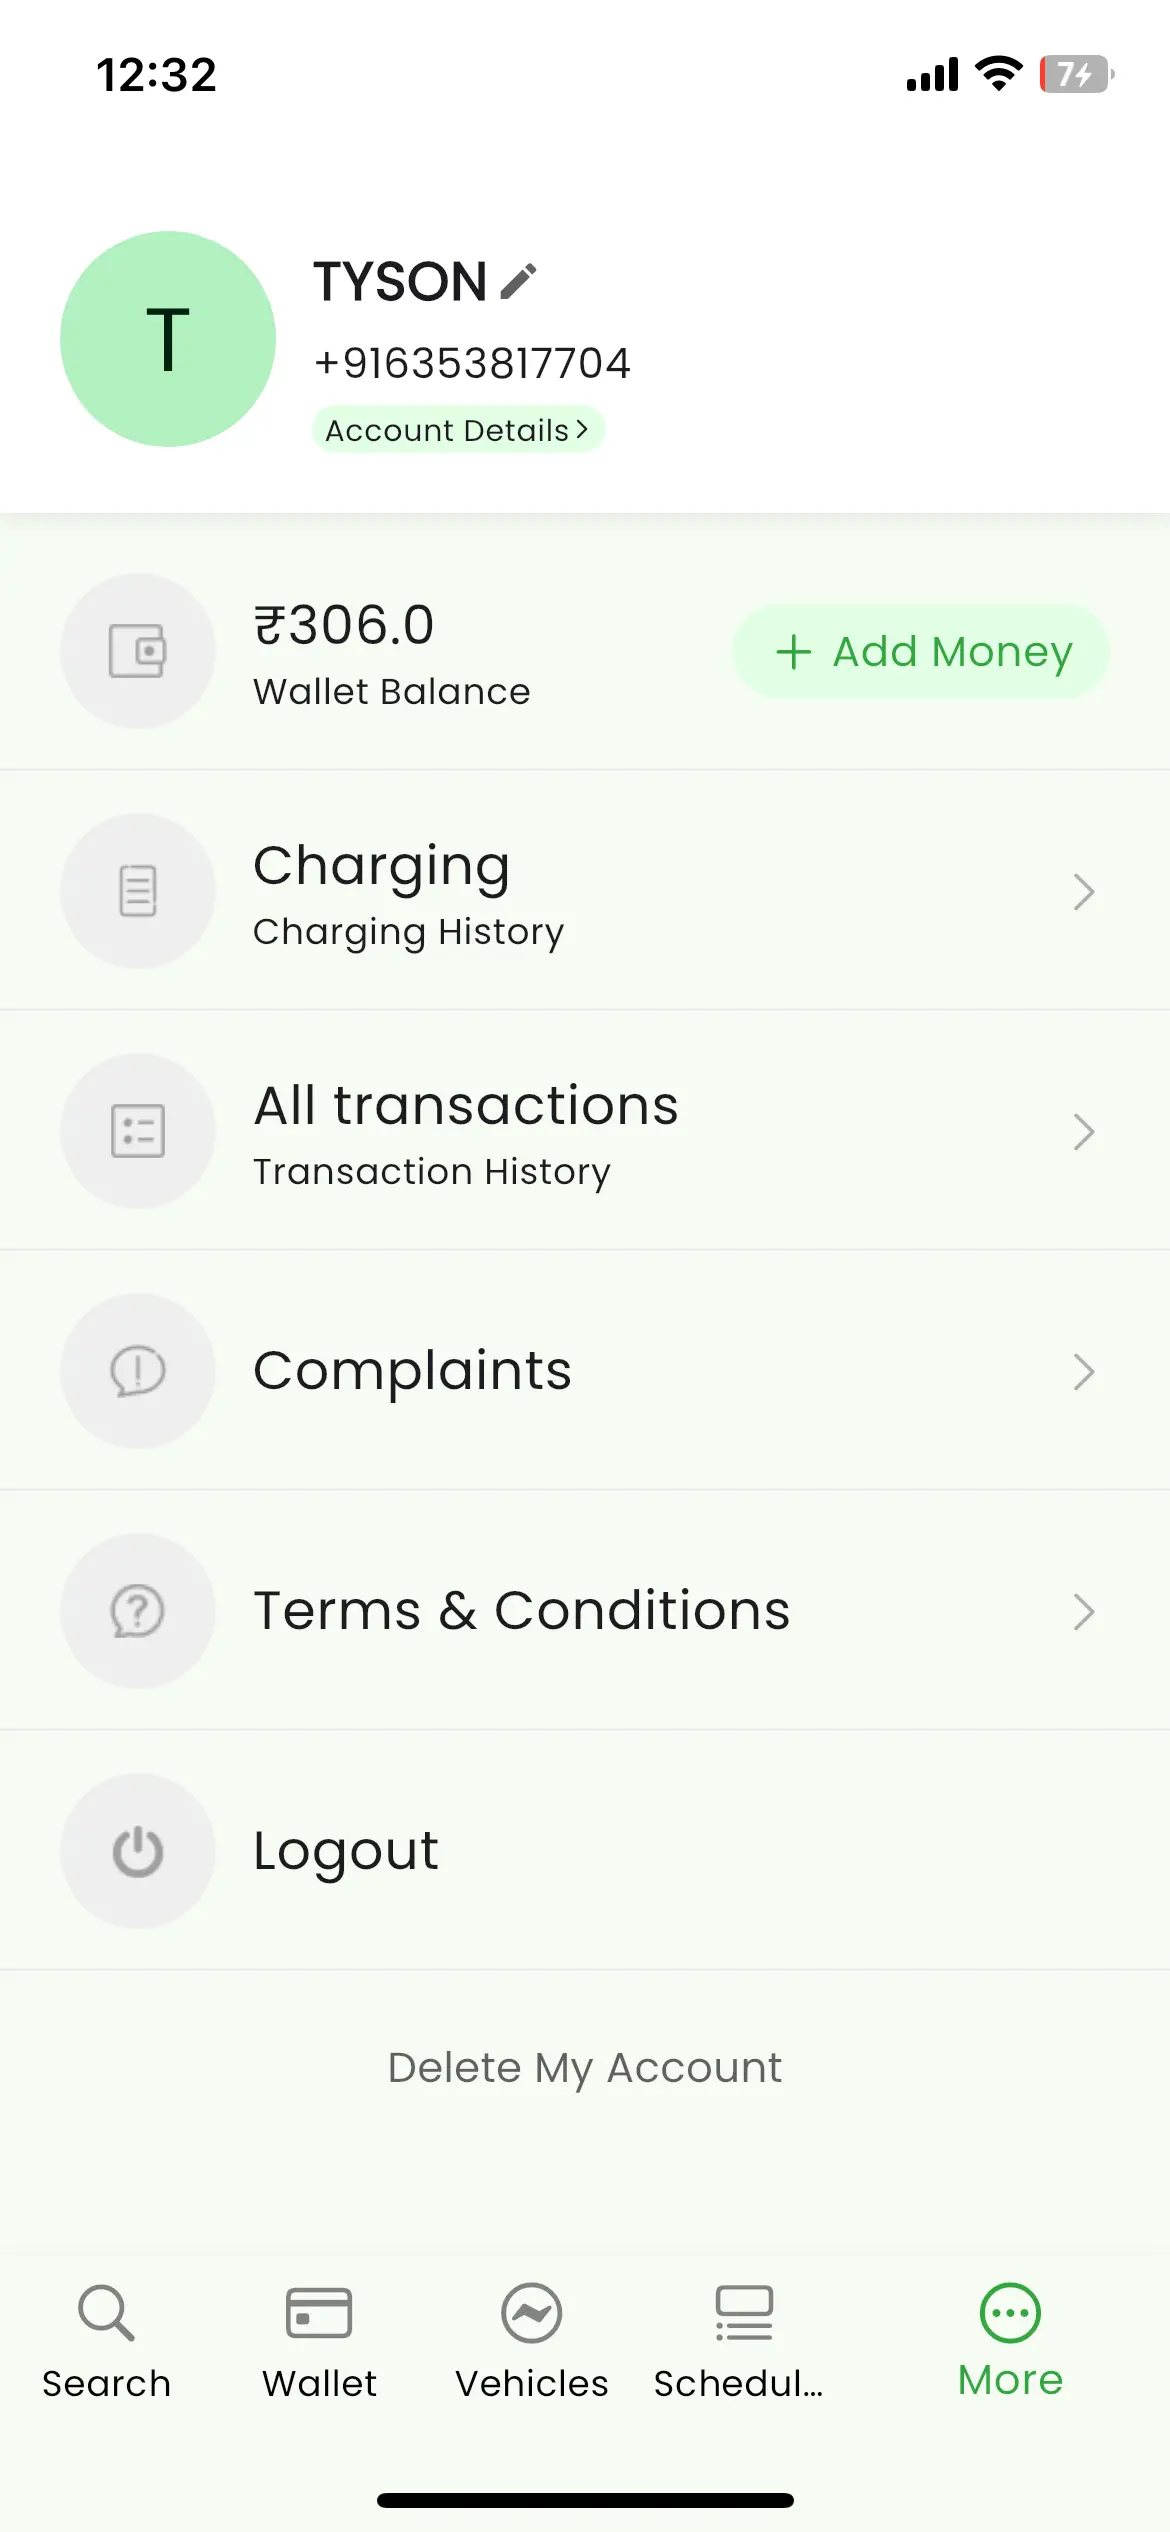 12:32
7
T
TYSON
+916353817704
Account Details
₹306.0
Wallet Balance
+ Add Money
Charging
Charging History
All transactions
Transaction History
Complaints
Terms & Conditions
Logout
Delete My Account
Search Wallet Vehicles Schedul... More